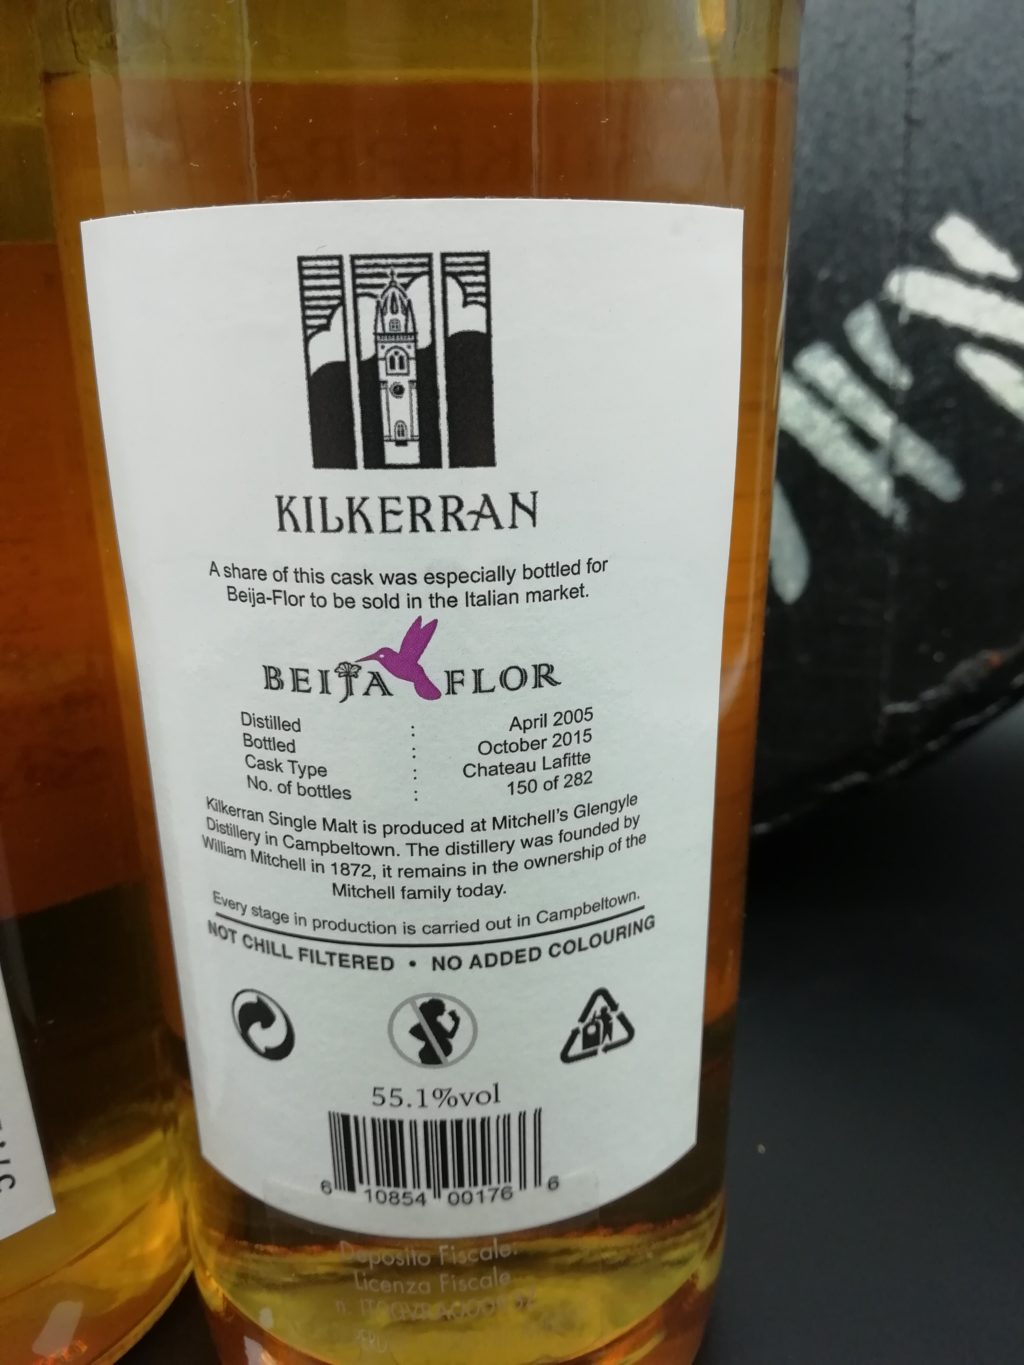 KILKERRAN
A share of this cask was especially bottled for
Beija-Flor to be sold in the Italian market.
BEIJA FLOR
Distilled : April 2005
Bottled : October 2015
Cask Type : Chateau Lafitte
No. of bottles : 150 of 282
Kilkerran Single Malt is produced at Mitchell's Glengyle
Distillery in Campbeltown. The distillery was founded by
William Mitchell in 1872, it remains in the ownership of the
Mitchell family today.
Every stage in production is carried out in Campbeltown.
NOT CHILL FILTERED • NO ADDED COLOURING
55.1%vol
6 10854 00176 6
Deposito Fiscale:
Licenza Fiscale
n.